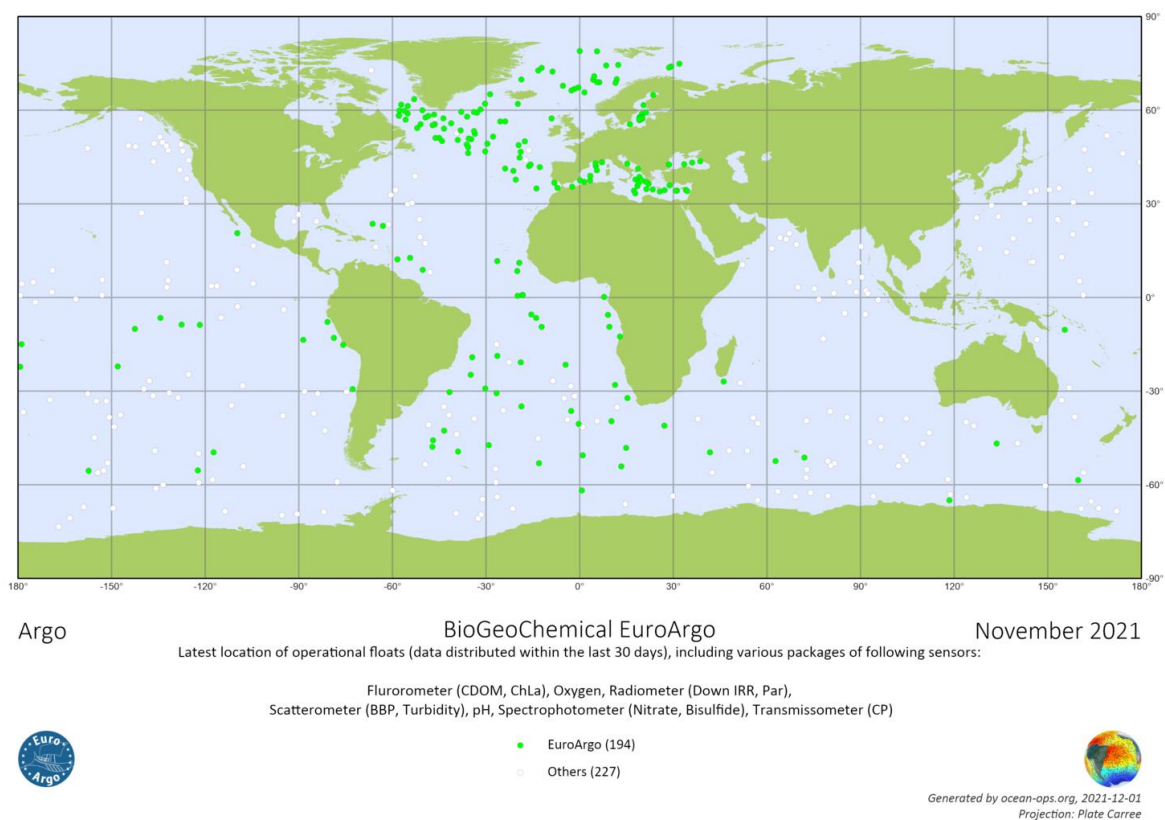 90°
60°
30°
0°
-30°
-60°
-90°
180° -150° -120° -90° -60° -30° 0° 30° 60° 90° 120° 150° 180°
Argo BioGeoChemical EuroArgo November 2021
Latest location of operational floats (data distributed within the last 30 days), including various packages of following sensors:
Flurorometer (CDOM, ChLa), Oxygen, Radiometer (Down IRR, Par),
Scatterometer (BBP, Turbidity), pH, Spectrophotometer (Nitrate, Bisulfide), Transmissometer (CP)
EuroArgo (194)
Others (227)
Euro
Argo
Generated by ocean-ops.org, 2021-12-01
Projection: Plate Carree